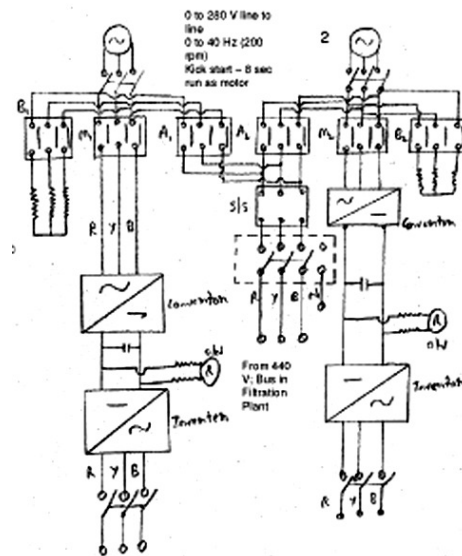 0 to 280 V line to
line
0 to 40 Hz (200
rpm)
Kick start – 8 sec
run as motor
2
B₁
M₁
A₁
A₂
M₂
B₂
S/S
R Y B
R Y B N
Converter
Converter
R
R
From 440
V; Bus in
Filtration
Plant
Inverter
Inverter
R Y B
R Y B